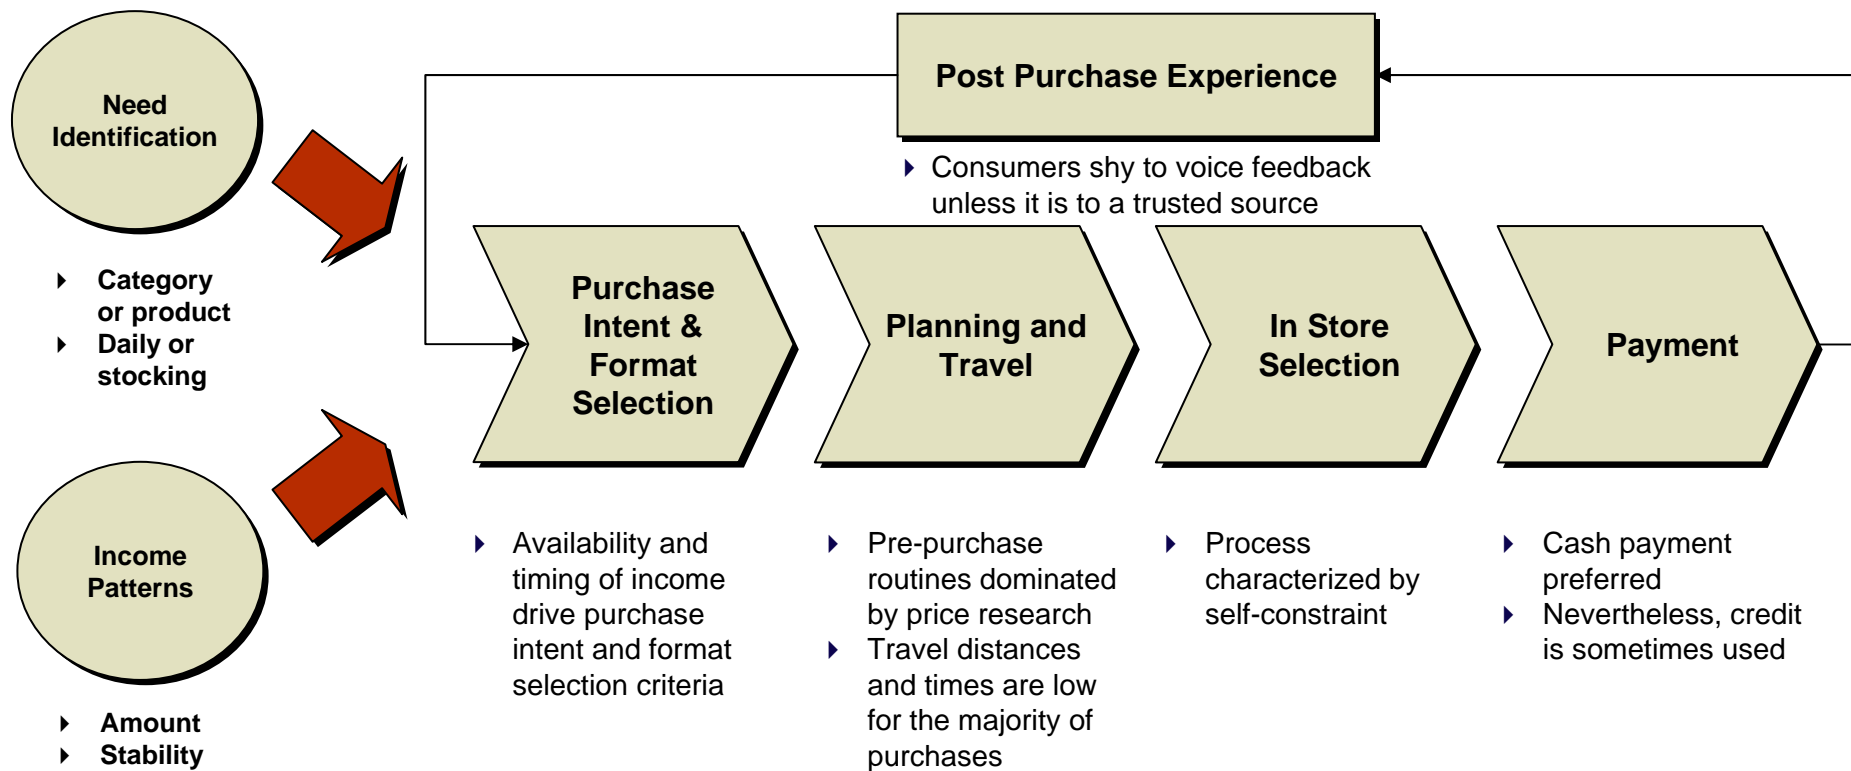 Need
Identification
Category
or product
Daily or
stocking
Income
Patterns
Amount
Stability
Post Purchase Experience
Consumers shy to voice feedback
unless it is to a trusted source
Purchase
Intent &
Format
Selection
Availability and
timing of income
drive purchase
intent and format
selection criteria
Planning and
Travel
Pre-purchase
routines dominated
by price research
Travel distances
and times are low
for the majority of
purchases
In Store
Selection
Process
characterized by
self-constraint
Payment
Cash payment
preferred
Nevertheless, credit
is sometimes used